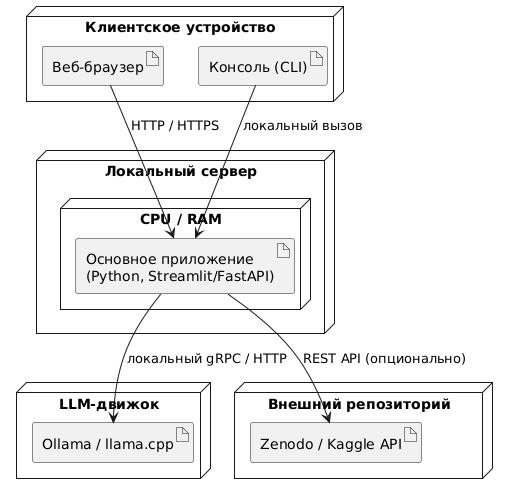 Клиентское устройство
Веб-браузер
Консоль (CLI)
HTTP / HTTPS
локальный вызов
Локальный сервер
CPU / RAM
Основное приложение
(Python, Streamlit/FastAPI)
локальный gRPC / HTTP
REST API (опционально)
LLM-движок
Внешний репозиторий
Ollama / llama.cpp
Zenodo / Kaggle API